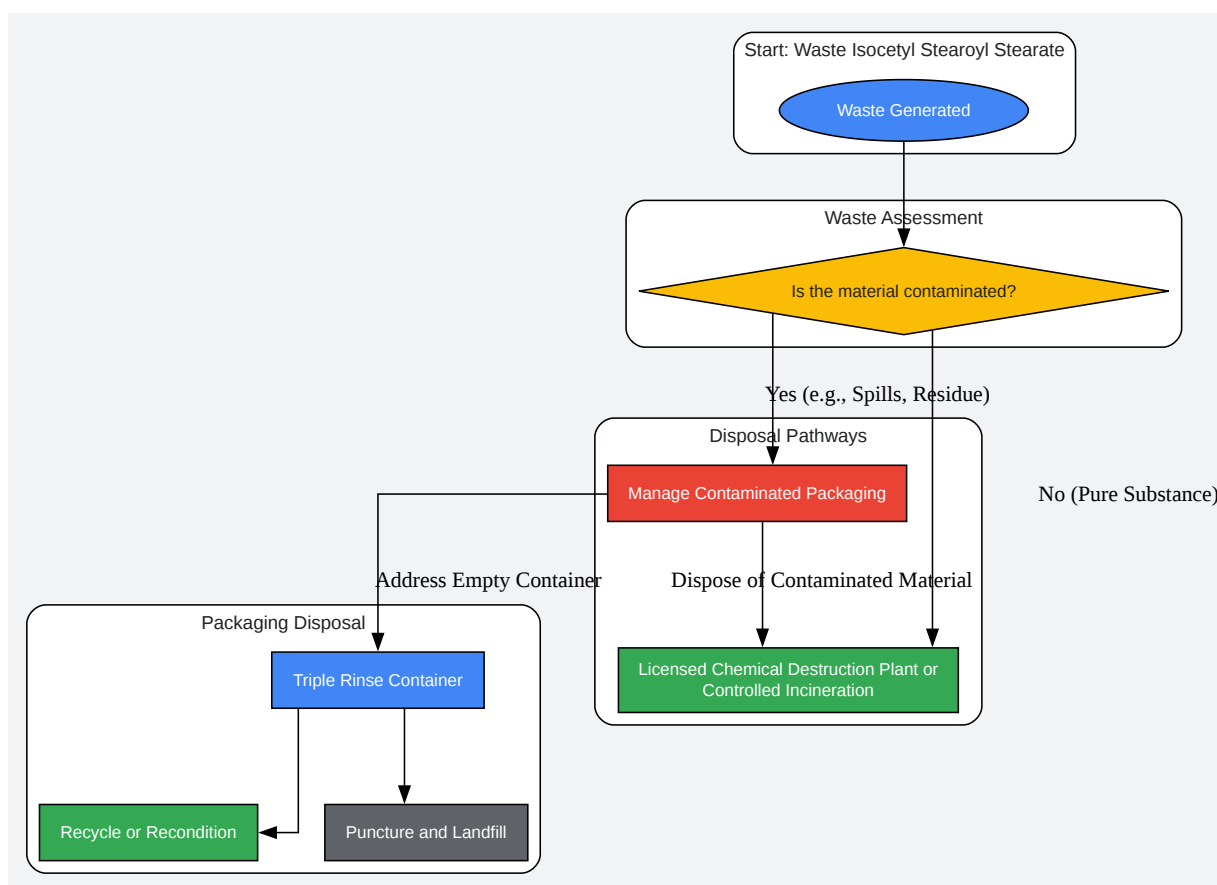 Start: Waste Isocetyl Stearoyl Stearate
Waste Generated
Waste Assessment
Is the material contaminated?
Yes (e.g., Spills, Residue)
Disposal Pathways
Manage Contaminated Packaging
No (Pure Substance)
Address Empty Container
Dispose of Contaminated Material
Packaging Disposal
Triple Rinse Container
Licensed Chemical Destruction Plant or
Controlled Incineration
Recycle or Recondition
Puncture and Landfill